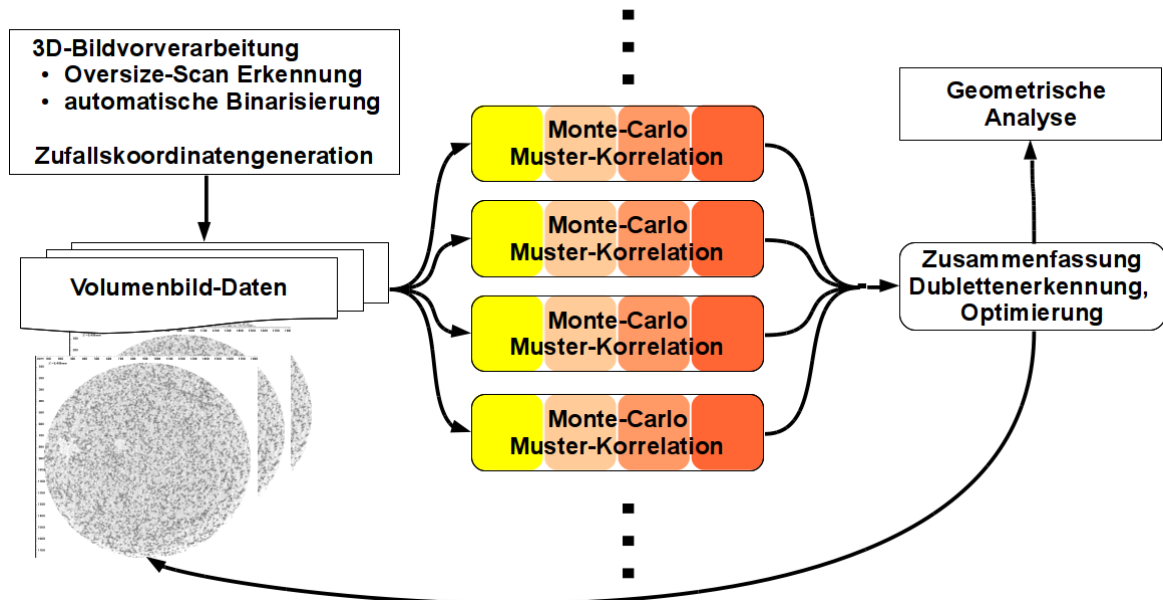 3D-Bildvorverarbeitung
• Oversize-Scan Erkennung
• automatische Binarisierung
Zufallskoordinatengeneration
Volumenbild-Daten
Monte-Carlo
Muster-Korrelation
Monte-Carlo
Muster-Korrelation
Monte-Carlo
Muster-Korrelation
Monte-Carlo
Muster-Korrelation
Geometrische
Analyse
Zusammenfassung
Dublettenerkennung,
Optimierung